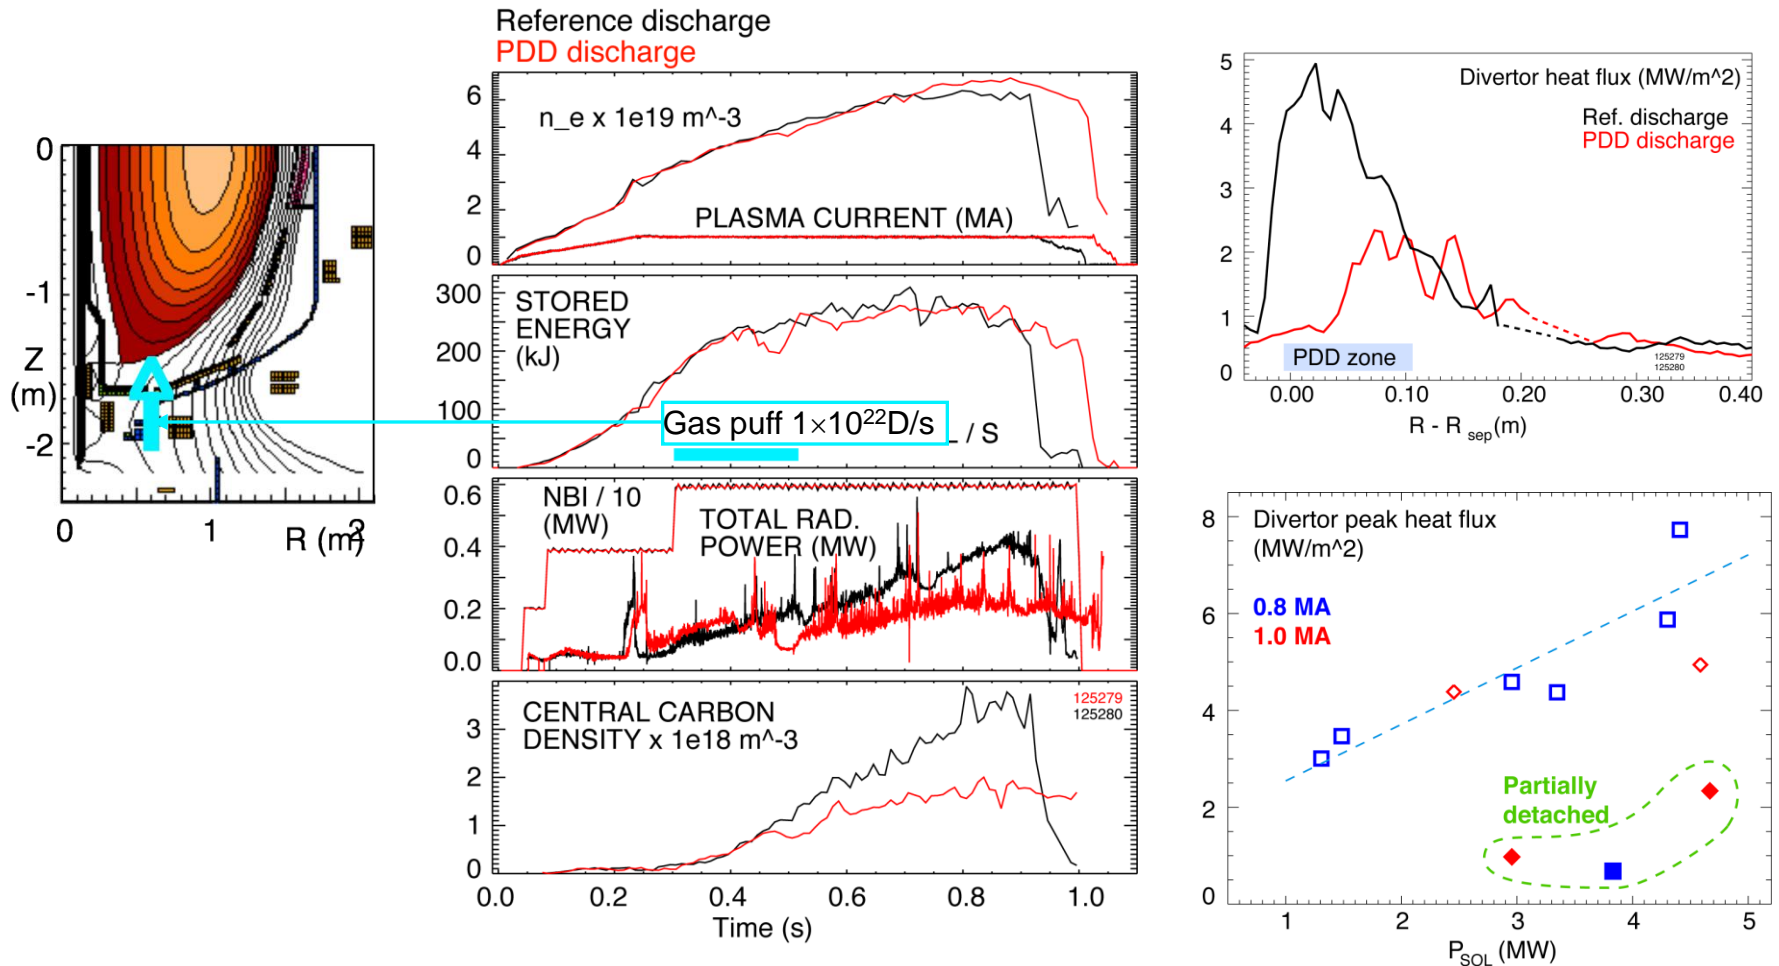 Reference discharge
PDD discharge
0
-1
Z
(m)
-2
0
1
2
R (m)
6
4
2
0
n_e x 1e19 m^-3
PLASMA CURRENT (MA)
300
200
100
0
STORED
ENERGY
(kJ)
Gas puff 1×10²²D/s
L / S
0.6
0.4
0.2
0.0
NBI / 10
(MW)
TOTAL RAD.
POWER (MW)
3
2
1
0
CENTRAL CARBON
DENSITY x 1e18 m^-3
125279
125280
0.0
0.2
0.4
0.6
0.8
1.0
Time (s)
5
4
3
2
1
0
Divertor heat flux (MW/m^2)
Ref. discharge
PDD discharge
PDD zone
125279
125280
0.00
0.10
0.20
0.30
0.40
R - R sep(m)
8
6
4
2
0
Divertor peak heat flux
(MW/m^2)
0.8 MA
1.0 MA
Partially
detached
1
2
3
4
5
P_SOL (MW)